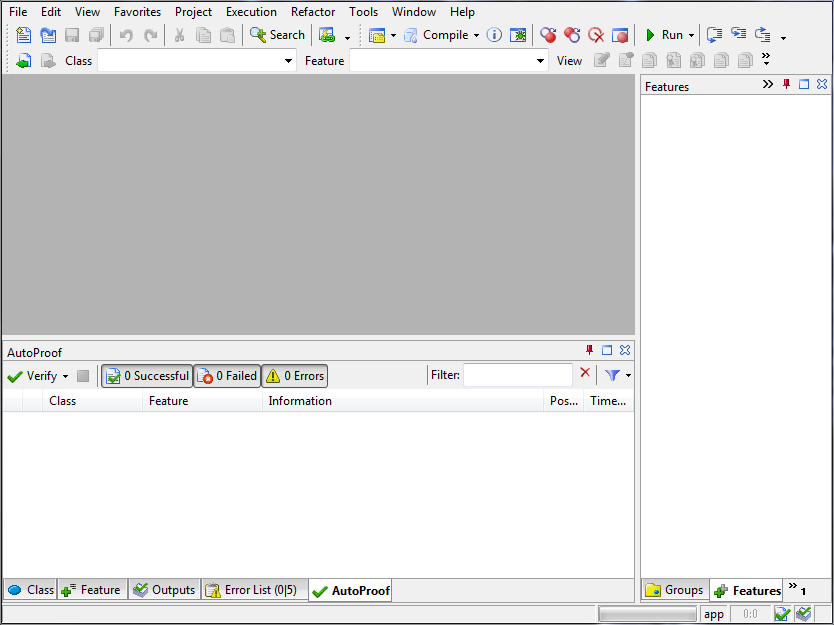 File Edit View Favorites Project Execution Refactor Tools Window Help
Search Compile Run
Class Feature View
Features
AutoProof
Verify 0 Successful 0 Failed 0 Errors Filter:
Class Feature Information Pos... Time...
Class Feature Outputs Error List (0|5) AutoProof Groups Features 1
app 0:0